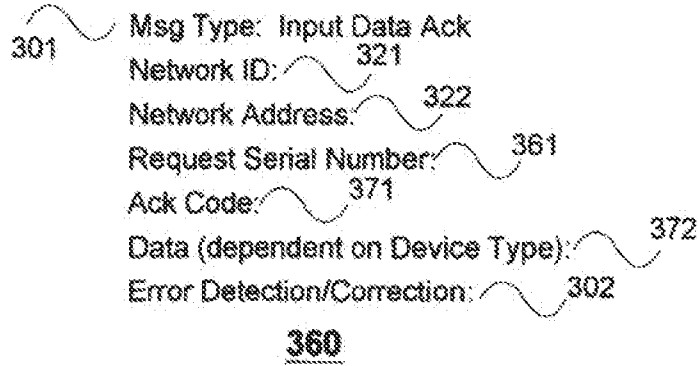 301 Msg Type: Input Data Ack
Network ID: 321
Network Address: 322
Request Serial Number: 361
Ack Code: 371
Data (dependent on Device Type): 372
Error Detection/Correction: 302
360